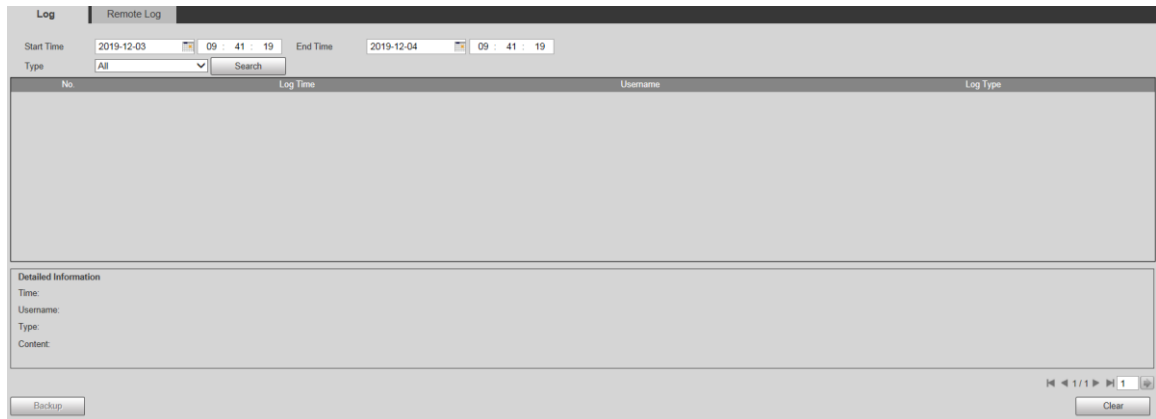 Log Remote Log
Start Time 2019-12-03 09 : 41 : 19 End Time 2019-12-04 09 : 41 : 19
Type All Search
No. Log Time Username Log Type
Detailed Information
Time:
Username:
Type:
Content:
1 / 1 1
Backup Clear